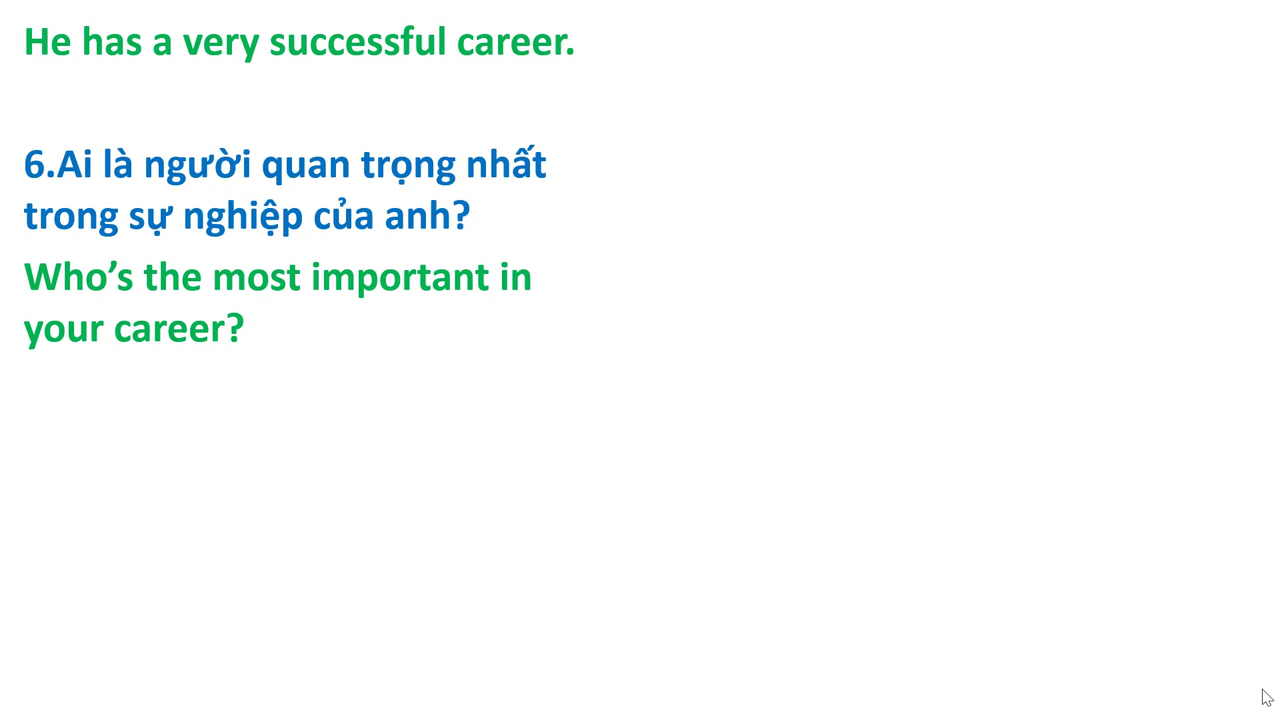 He has a very successful career.
6.Ai là người quan trọng nhất
trong sự nghiệp của anh?
Who’s the most important in
your career?